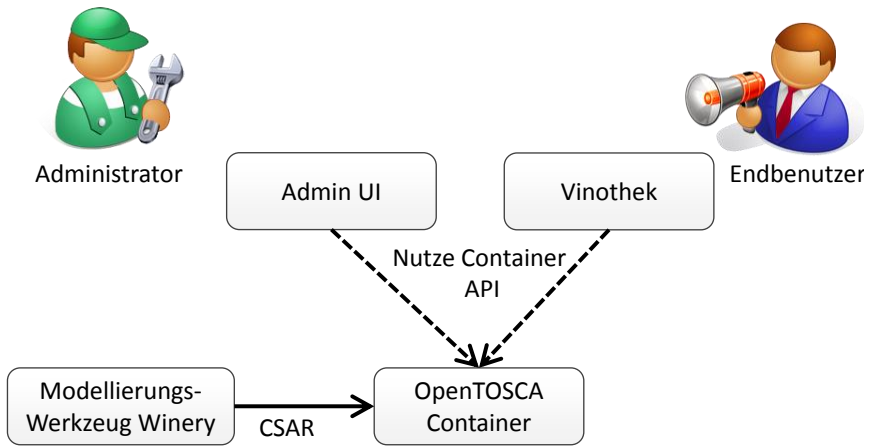 Administrator
Endbenutzer
Admin UI
Vinothek
Nutze Container
API
Modellierungs-
Werkzeug Winery
CSAR
OpenTOSCA
Container